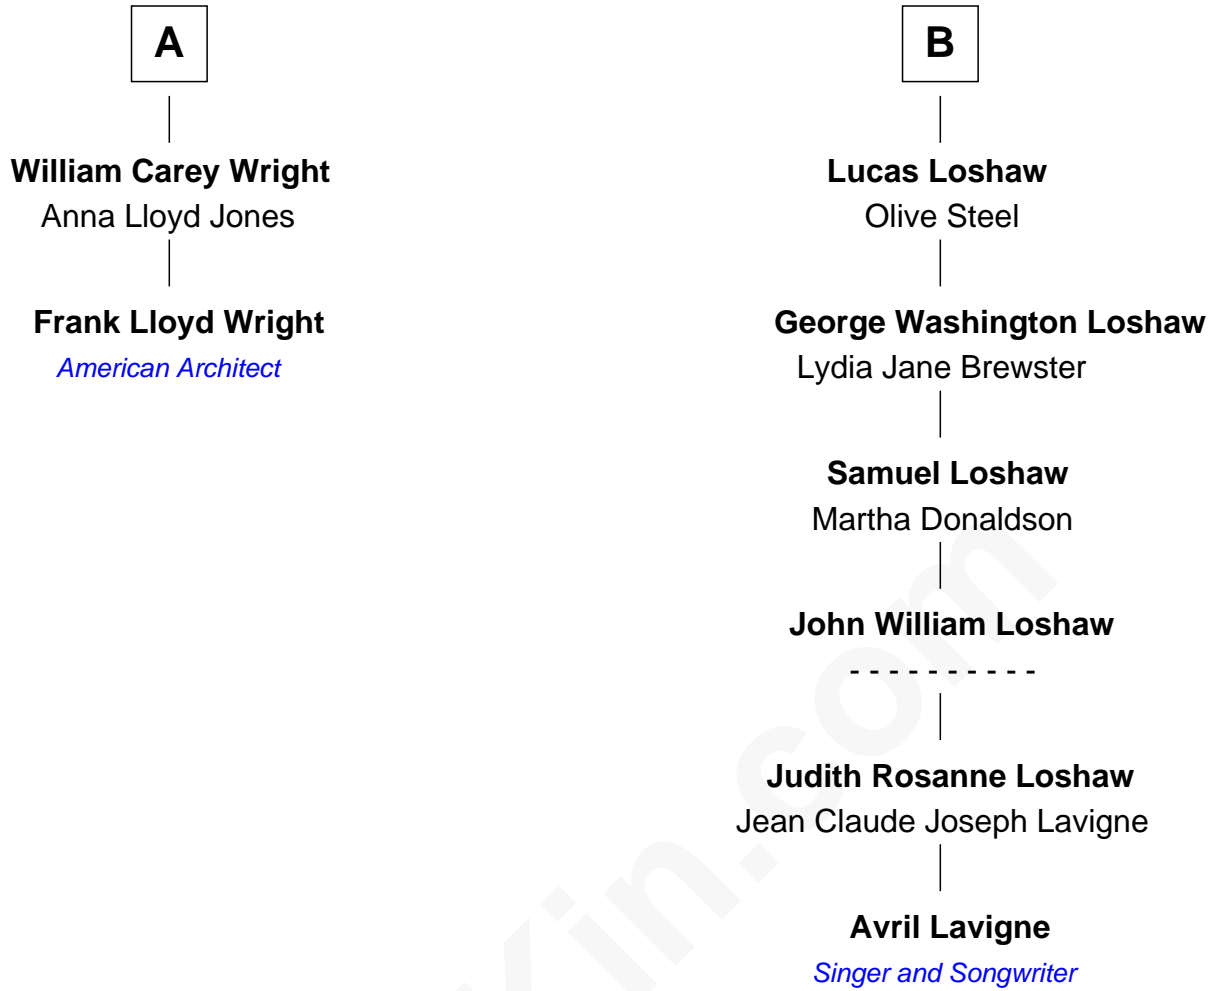 A
William Carey Wright
Anna Lloyd Jones
Frank Lloyd Wright
American Architect
B
Lucas Loshaw
Olive Steel
George Washington Loshaw
Lydia Jane Brewster
Samuel Loshaw
Martha Donaldson
John William Loshaw
- - - - - - - - - -
Judith Rosanne Loshaw
Jean Claude Joseph Lavigne
Avril Lavigne
Singer and Songwriter
Kin.com